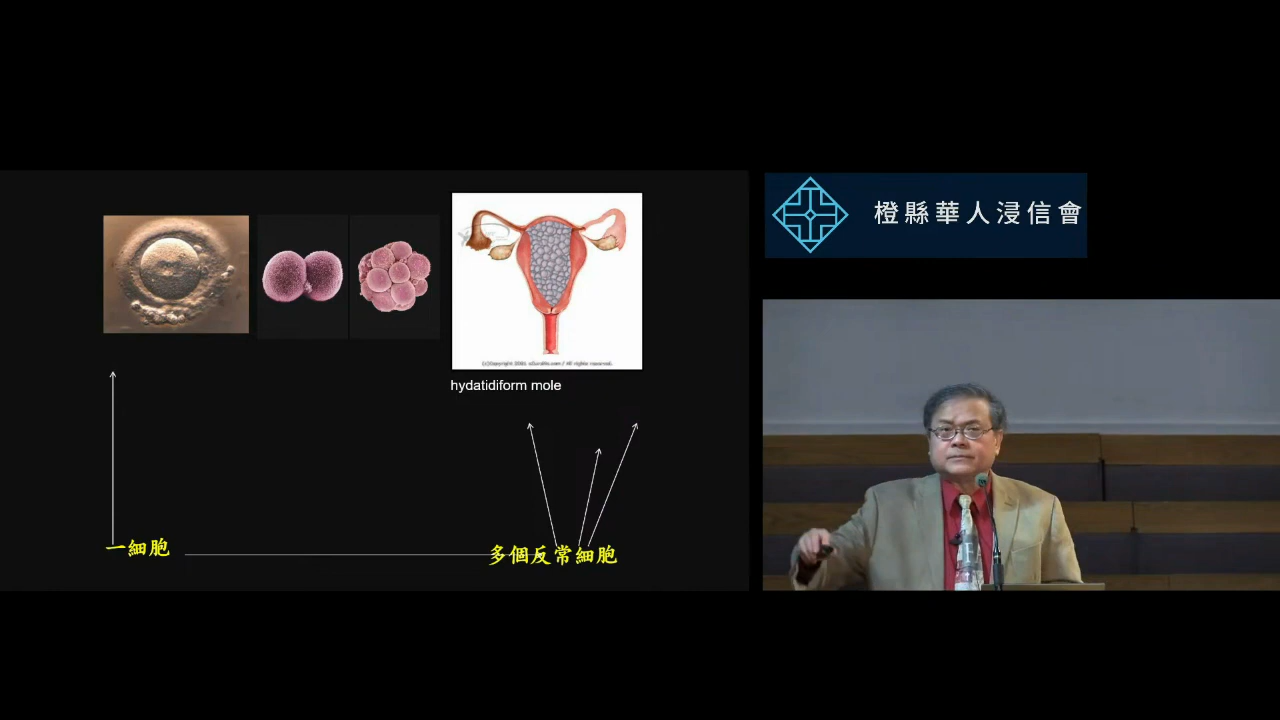 橙縣華人浸信會
hydatidiform mole
一細胞
多個反常細胞